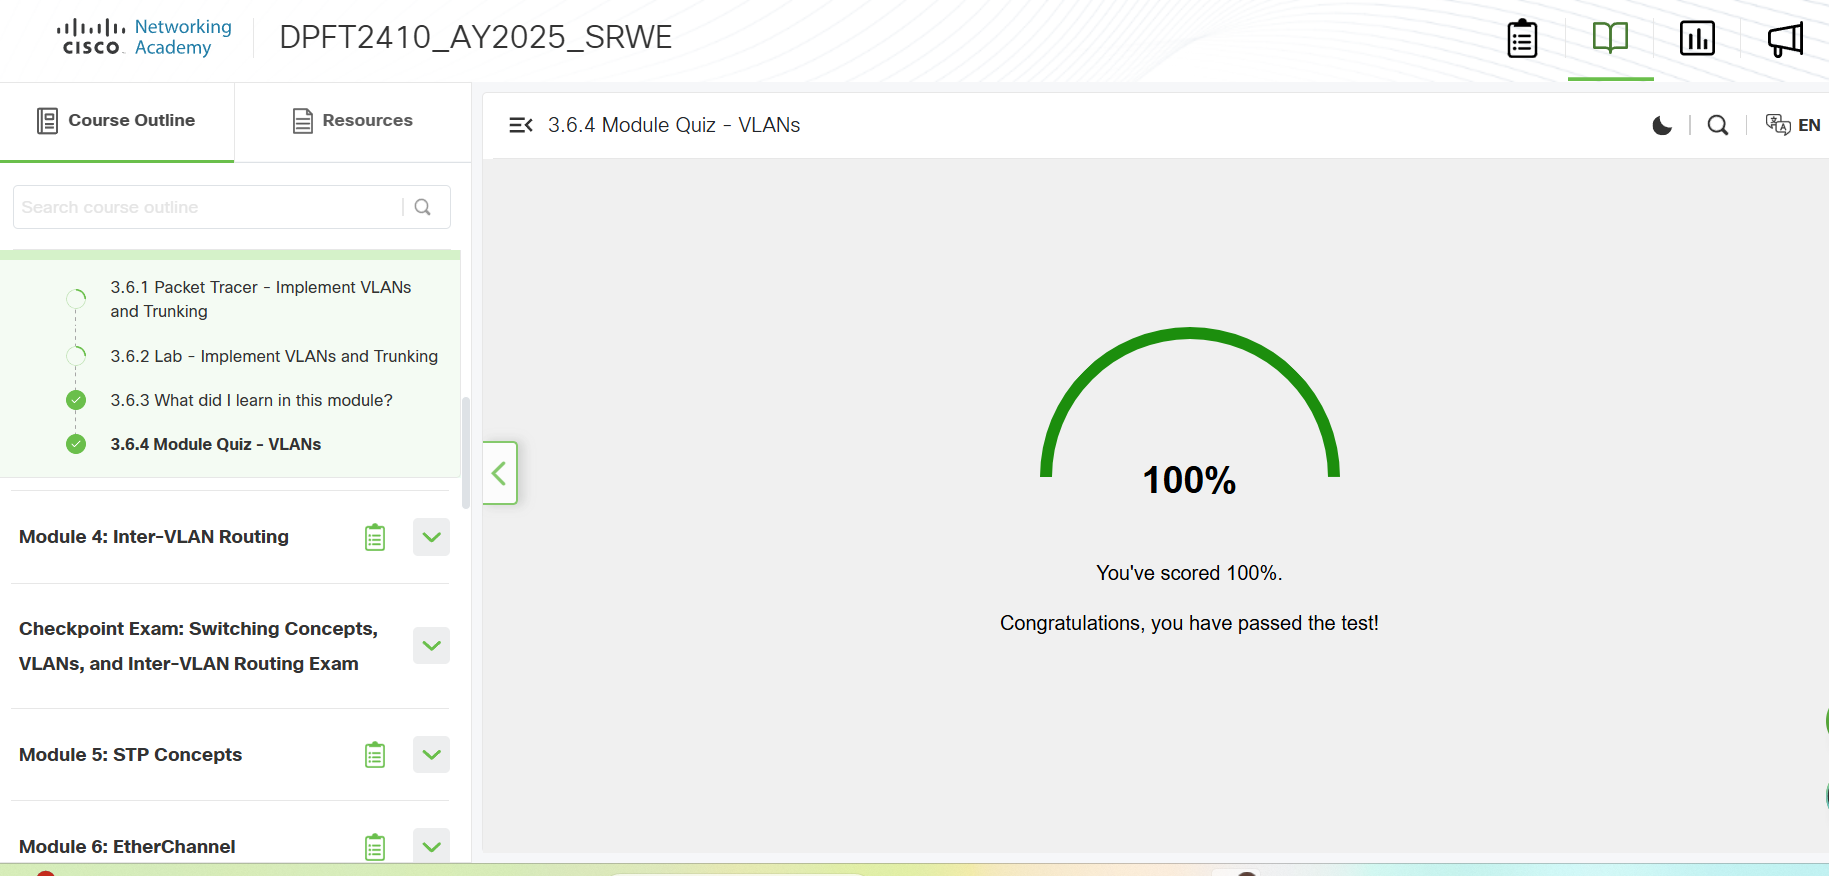 CISCO
Networking
Academy
DPFT2410_AY2025_SRWE
Course Outline
Resources
3.6.4 Module Quiz - VLANs
EN
Search course outline
3.6.1 Packet Tracer - Implement VLANs
and Trunking
3.6.2 Lab - Implement VLANs and Trunking
3.6.3 What did I learn in this module?
3.6.4 Module Quiz - VLANs
Module 4: Inter-VLAN Routing
Checkpoint Exam: Switching Concepts,
VLANs, and Inter-VLAN Routing Exam
Module 5: STP Concepts
Module 6: EtherChannel
100%
You've scored 100%.
Congratulations, you have passed the test!